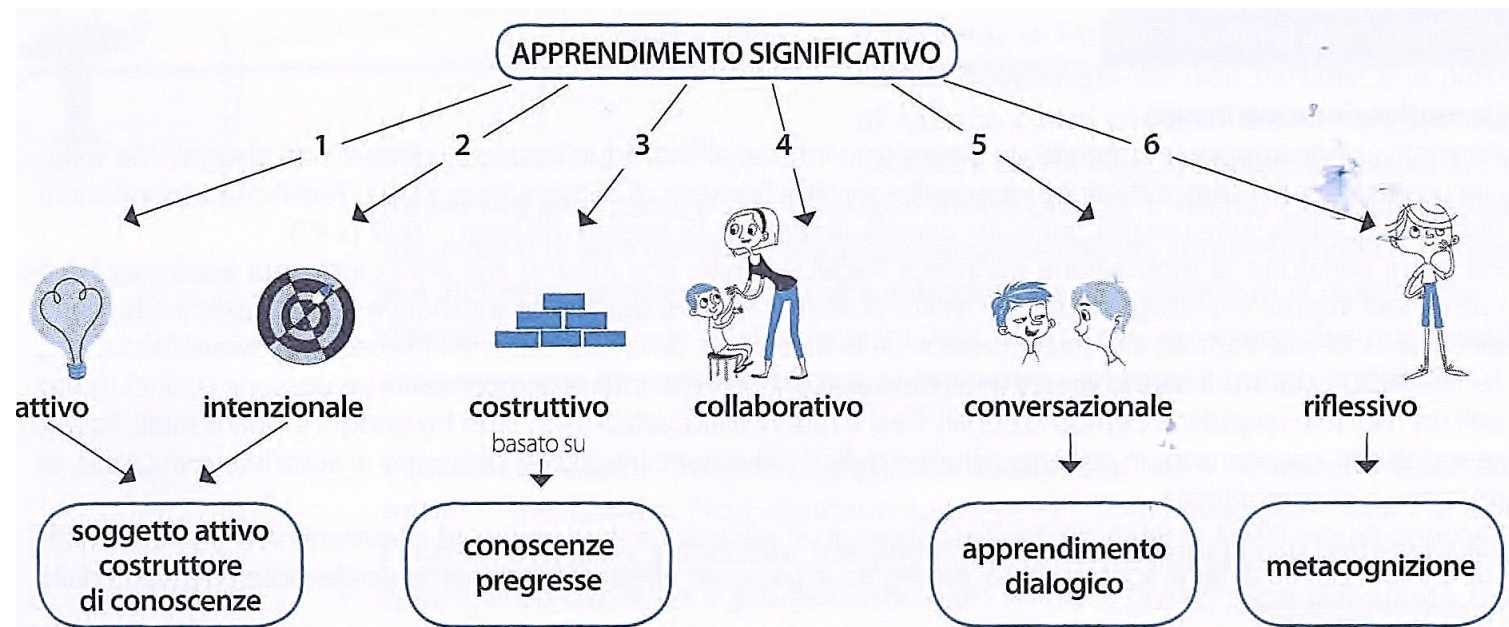 APPRENDIMENTO SIGNIFICATIVO
1 2 3 4 5 6
attivo intenzionale costruttivo collaborativo conversazionale riflessivo
basato su
soggetto attivo
costruttore
di conoscenze
conoscenze
pregresse
apprendimento
dialogico
metacognizione